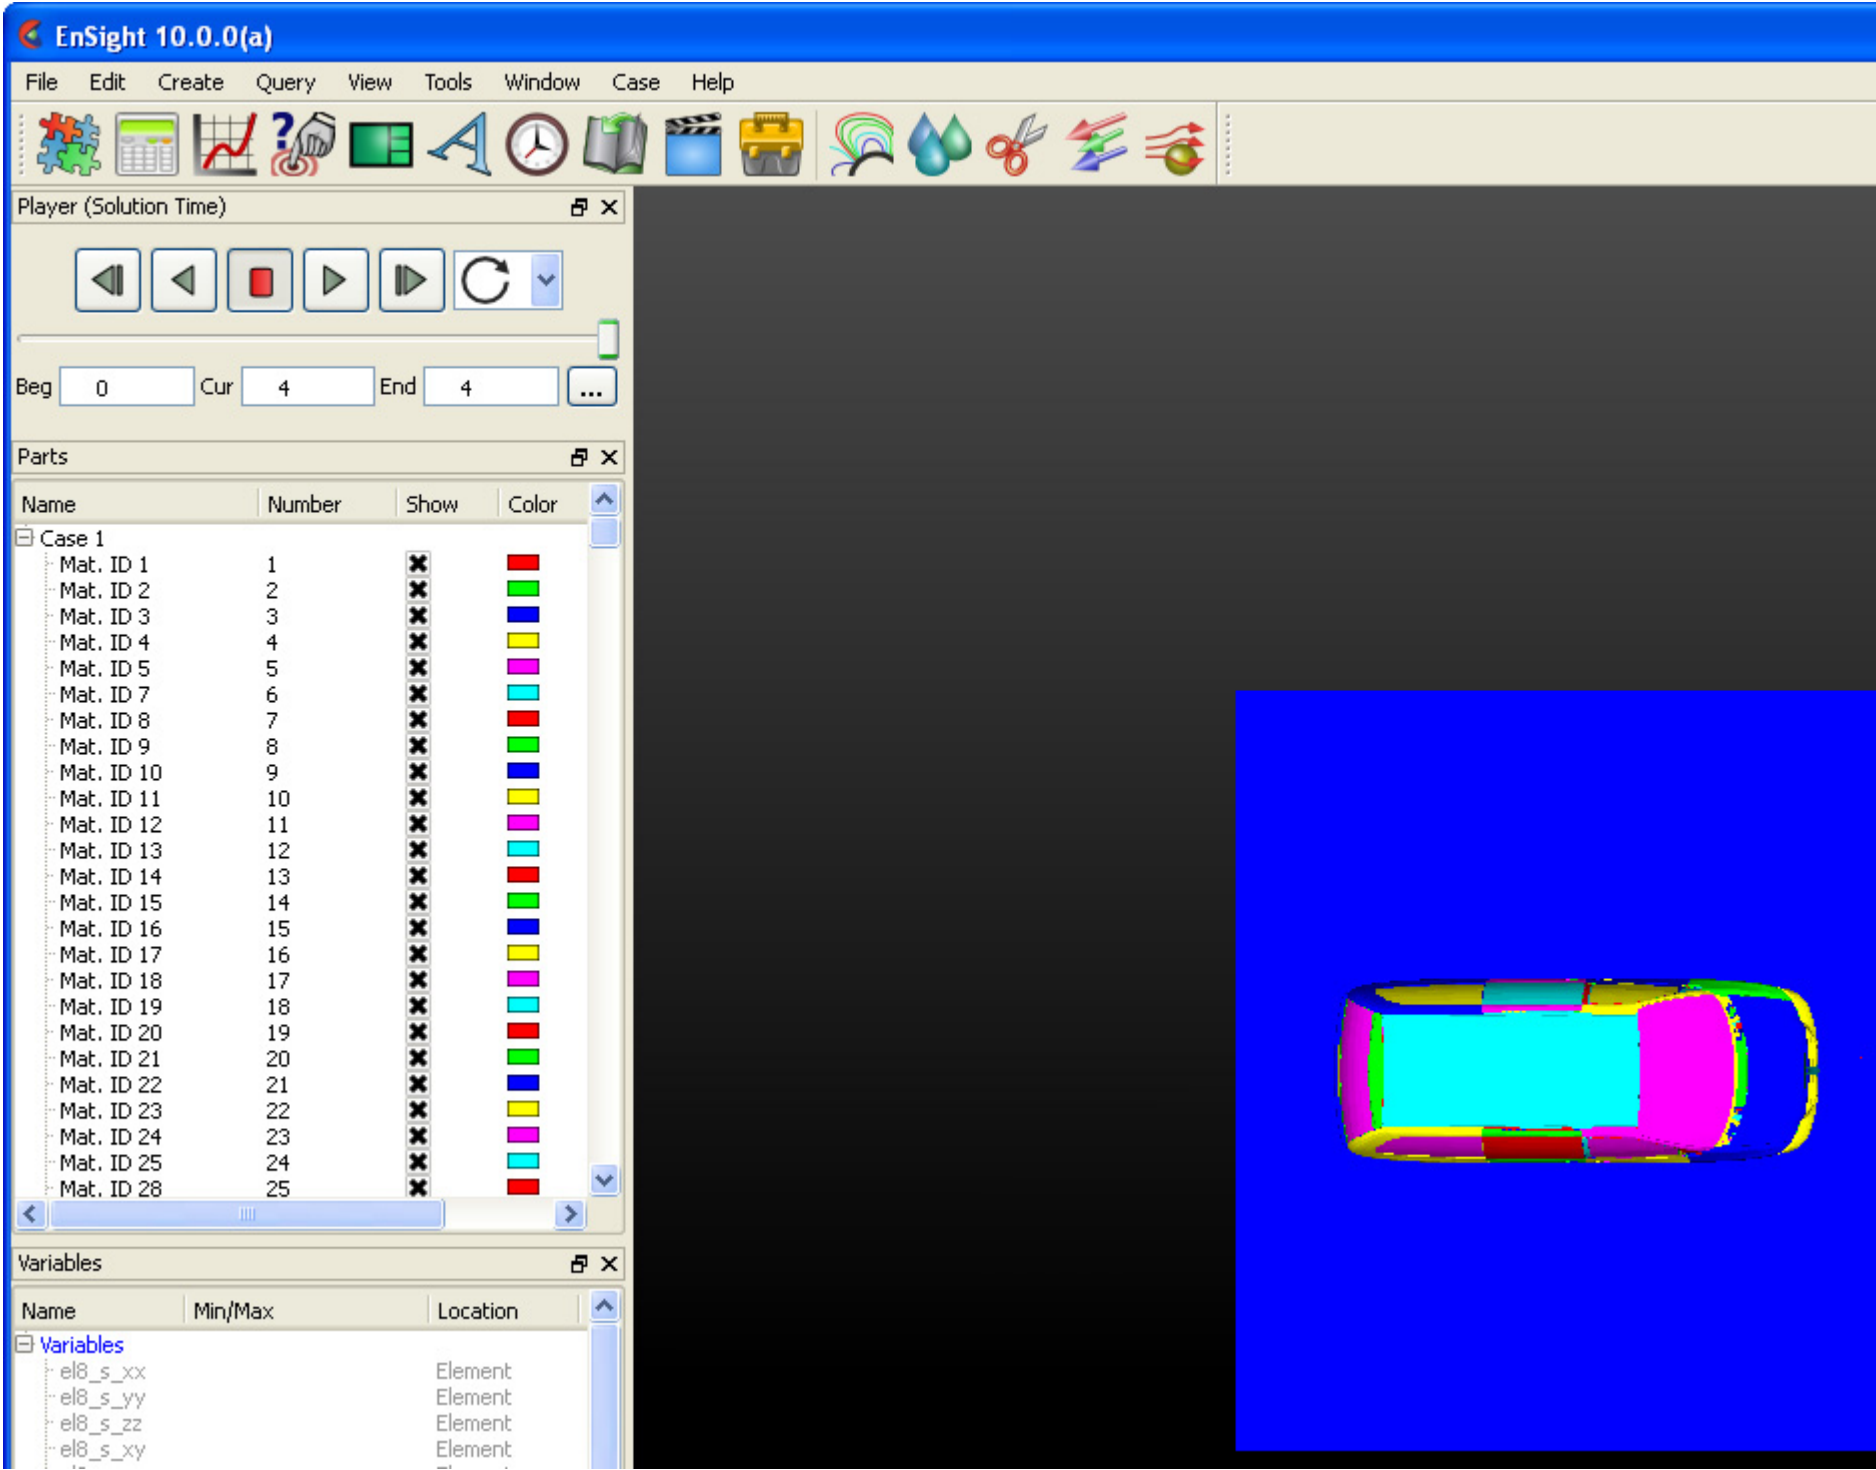 EnSight 10.0.0(a)
File Edit Create Query View Tools Window Case Help
Player (Solution Time)
Beg 0 Cur 4 End 4 ...
Parts
Name Number Show Color
Case 1
Mat. ID 1 1
Mat. ID 2 2
Mat. ID 3 3
Mat. ID 4 4
Mat. ID 5 5
Mat. ID 7 6
Mat. ID 8 7
Mat. ID 9 8
Mat. ID 10 9
Mat. ID 11 10
Mat. ID 12 11
Mat. ID 13 12
Mat. ID 14 13
Mat. ID 15 14
Mat. ID 16 15
Mat. ID 17 16
Mat. ID 18 17
Mat. ID 19 18
Mat. ID 20 19
Mat. ID 21 20
Mat. ID 22 21
Mat. ID 23 22
Mat. ID 24 23
Mat. ID 25 24
Mat. ID 28 25
Variables
Name Min/Max Location
Variables
el8_s_xx Element
el8_s_yy Element
el8_s_zz Element
el8_s_xy Element